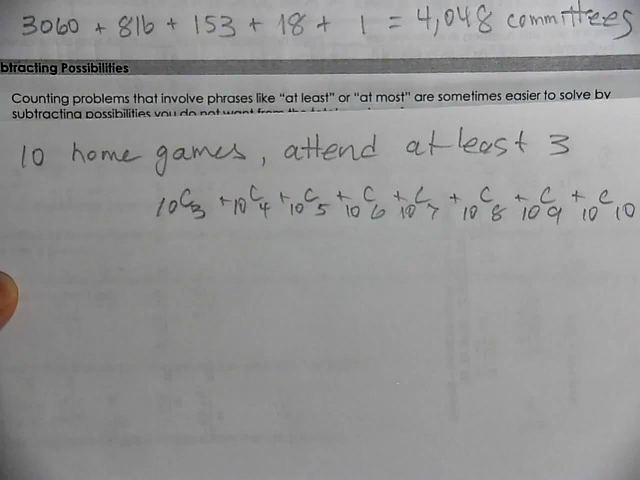 3060 + 816 + 153 + 18 + 1 = 4,048 committees
btracting Possibilities
Counting problems that involve phrases like “at least” or “at most” are sometimes easier to solve by
subtracting possibilities you do not want from the
10 home games, attend at least 3
10C3 + 10C4 + 10C5 + 10C6 + 10C7 + 10C8 + 10C9 + 10C10